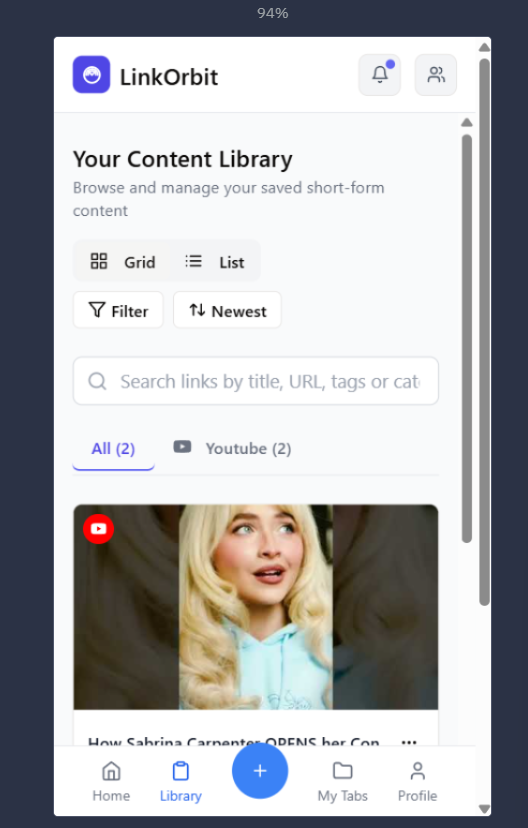 94%
LinkOrbit
Your Content Library
Browse and manage your saved short-form
content
Grid
List
Filter
Newest
Search links by title, URL, tags or cat
All (2)
Youtube (2)
How Sabrina Carpenter OPENS her Con
Home
Library
My Tabs
Profile